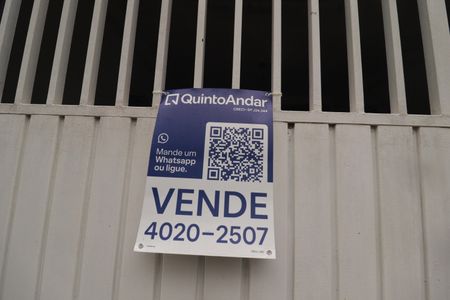 QuintoAndar
Mande um
Whatsapp
ou ligue.
VENDE
4020-2507